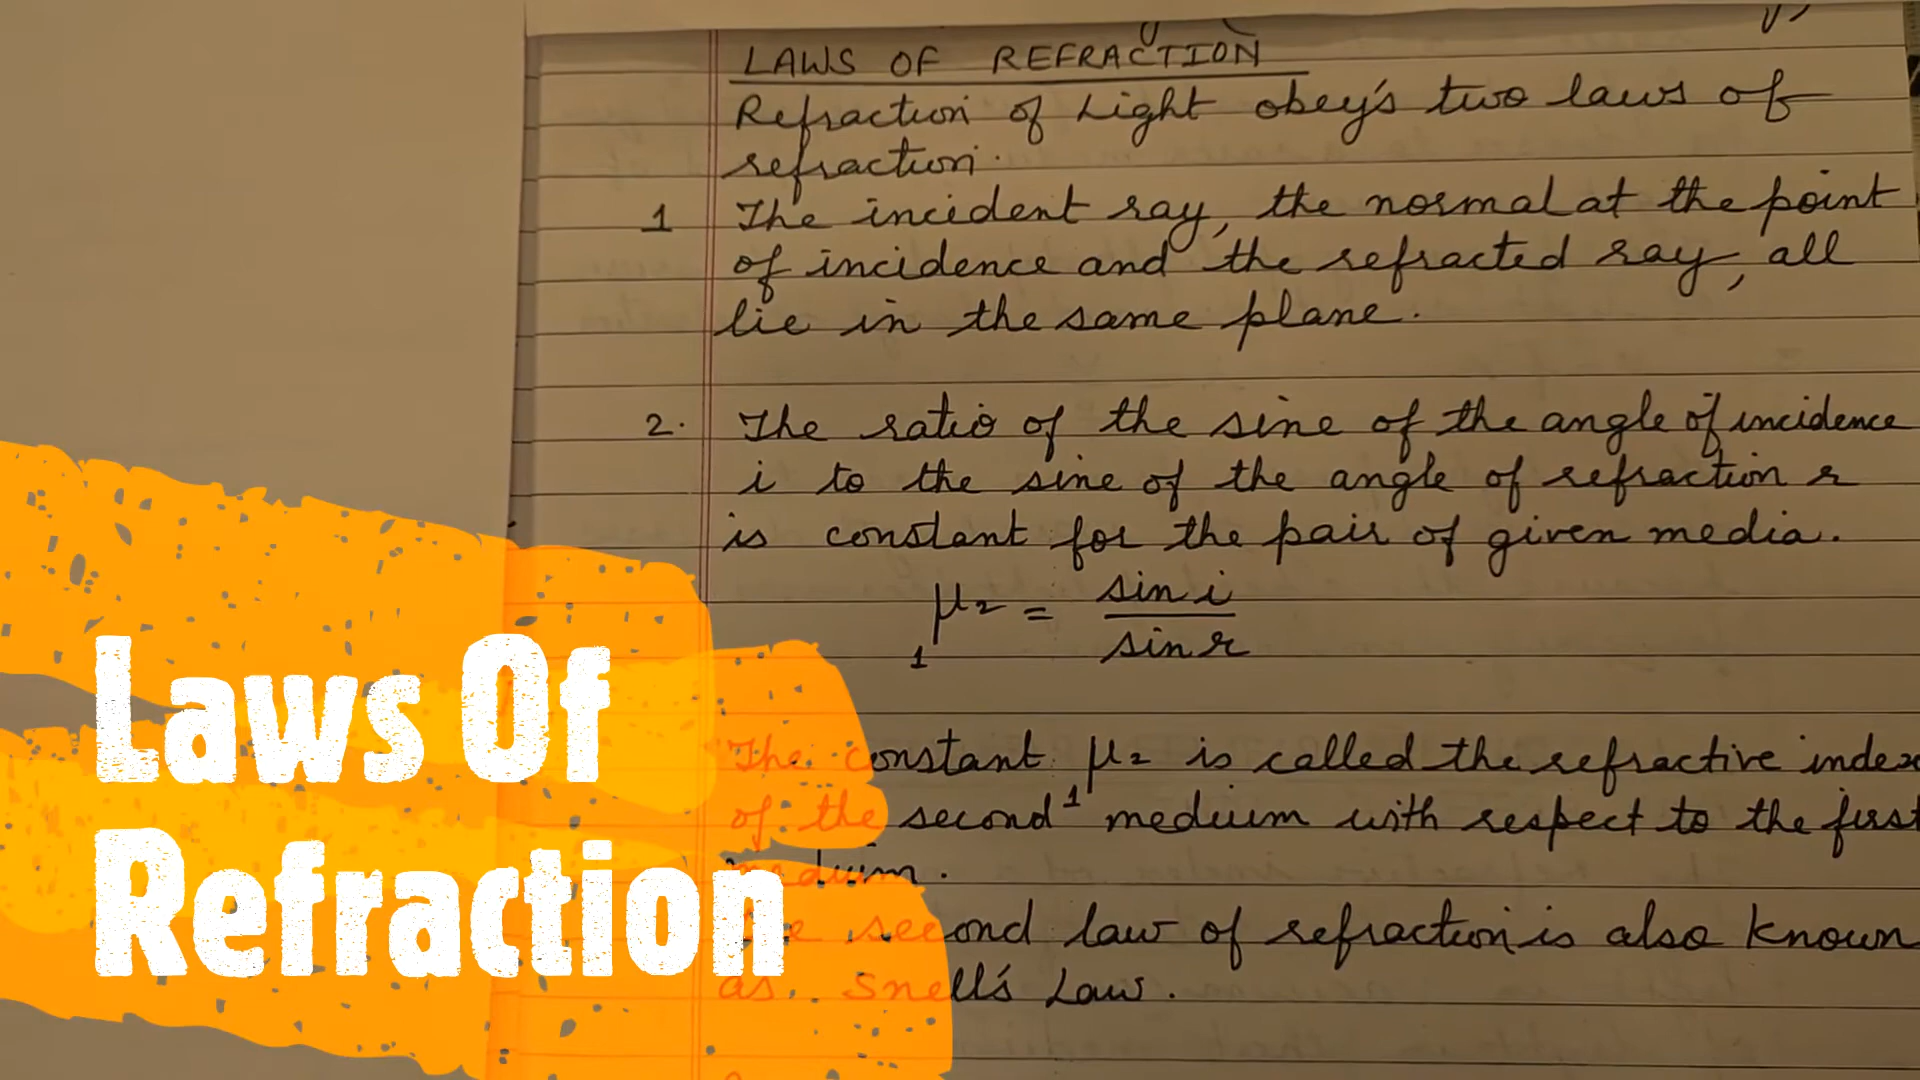 LAWS OF REFRACTION
Refraction of Light obey's two laws of
refraction.
1 The incident ray, the normal at the point
of incidence and the refracted ray, all
lie in the same plane.
2. The ratio of the sine of the angle of incidence
i to the sine of the angle of refraction r
is constant for the pair of given media.
₁μ₂ = sin i / sin r
The constant ₁μ₂ is called the refractive index
of the second medium with respect to the first
medium.
The second law of refraction is also known
as Snell's Law.
Laws Of
Refraction